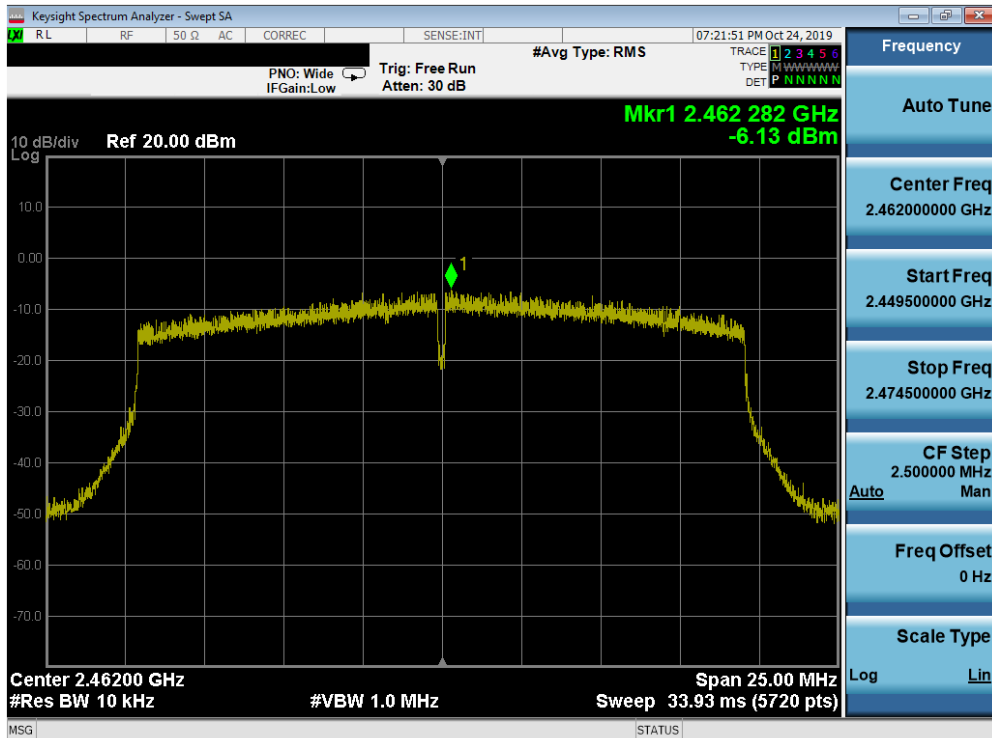 Keysight Spectrum Analyzer - Swept SA
LXI RL RF 50 Ω AC CORREC SENSE:INT 07:21:51 PM Oct 24, 2019
#Avg Type: RMS
TRACE 1 2 3 4 5 6
TYPE M WWWWW
DET P N N N N N
PNO: Wide
IFGain:Low
Trig: Free Run
Atten: 30 dB
Mkr1 2.462 282 GHz
-6.13 dBm
10 dB/div
Log
Ref 20.00 dBm
10.0
0.00
-10.0
-20.0
-30.0
-40.0
-50.0
-60.0
-70.0
1
Center 2.46200 GHz
#Res BW 10 kHz
#VBW 1.0 MHz
Span 25.00 MHz
Sweep 33.93 ms (5720 pts)
MSG
STATUS
Frequency
Auto Tune
Center Freq
2.462000000 GHz
Start Freq
2.449500000 GHz
Stop Freq
2.474500000 GHz
CF Step
2.500000 MHz
Auto Man
Freq Offset
0 Hz
Scale Type
Log Lin